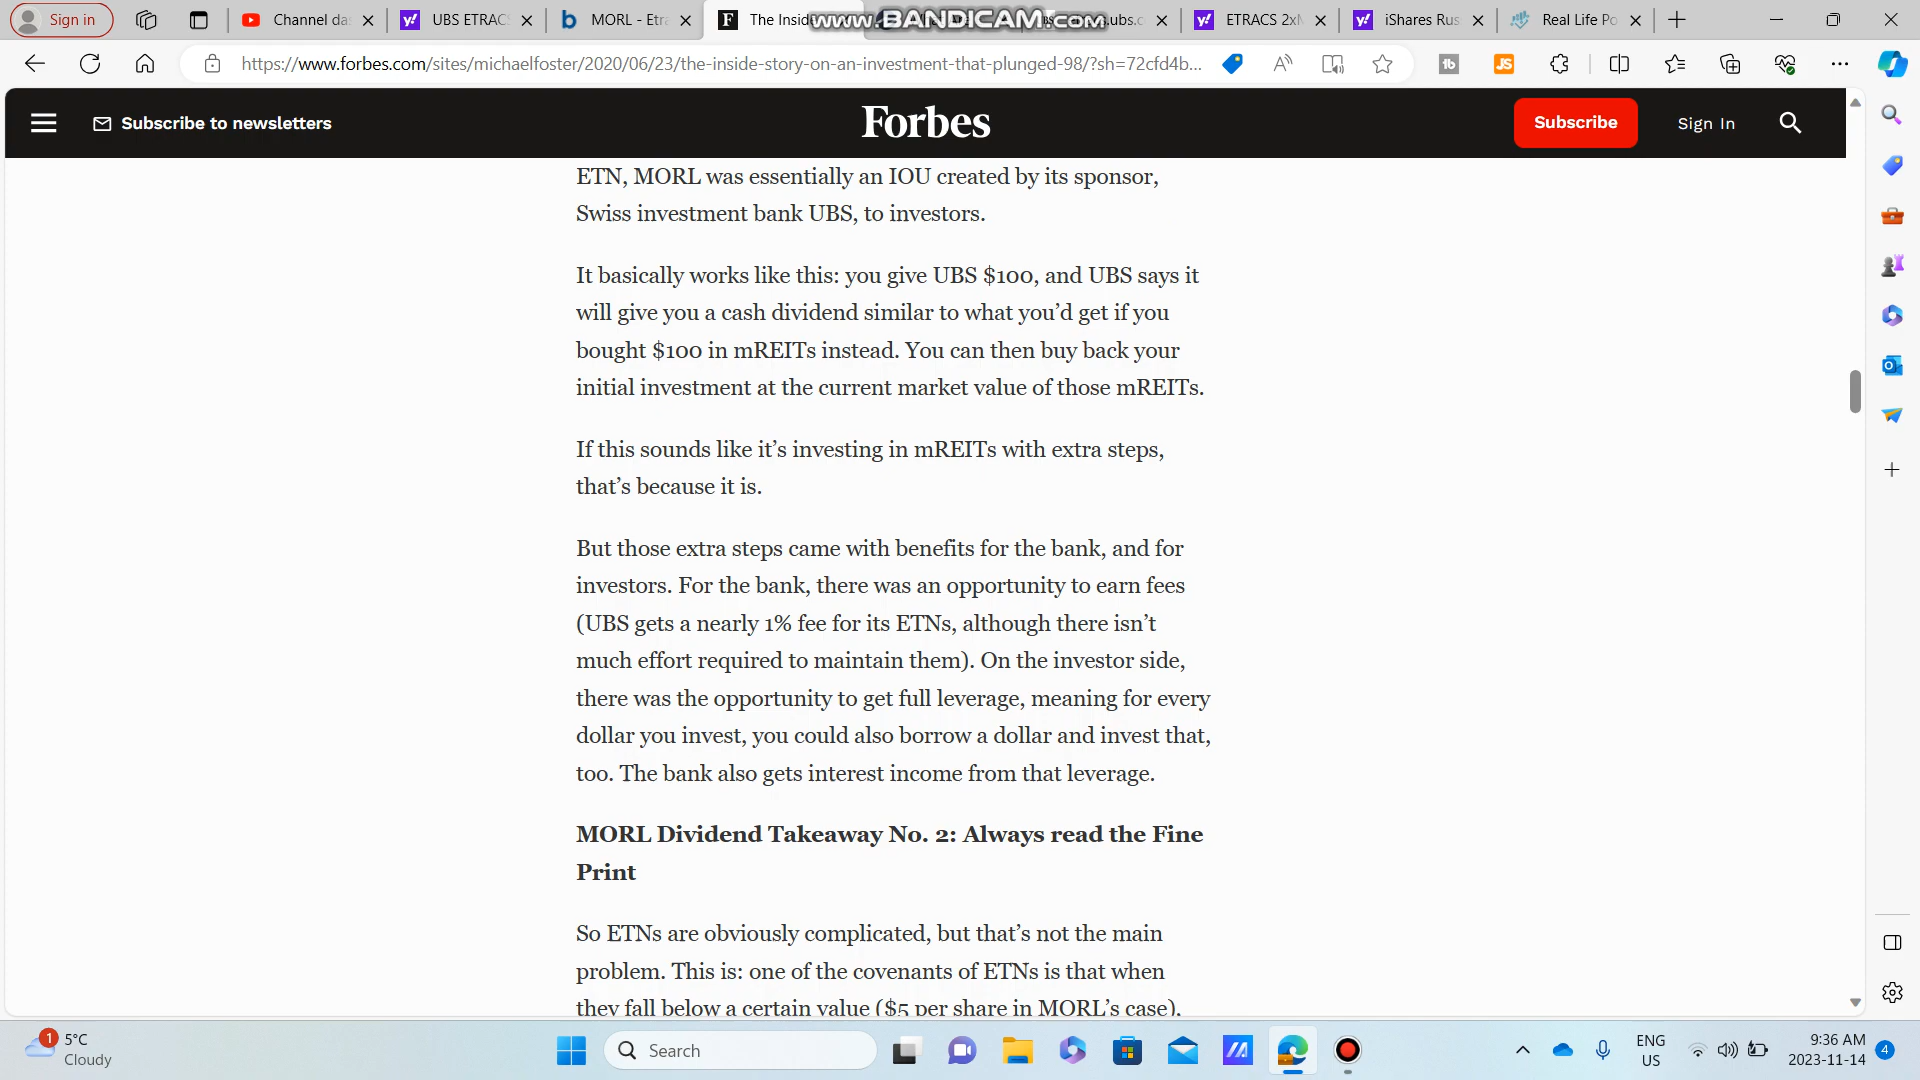 Sign in
Channel da
UBS ETRACS
MORL - Etra
The Insid
www.BANDICAM.com
ubs.c
ETRACS 2xM
iShares Rus
Real Life Po
https://www.forbes.com/sites/michaelfoster/2020/06/23/the-inside-story-on-an-investment-that-plunged-98/?sh=72cfd4b...
Subscribe to newsletters
Forbes
Subscribe
Sign In
ETN, MORL was essentially an IOU created by its sponsor,
Swiss investment bank UBS, to investors.
It basically works like this: you give UBS $100, and UBS says it
will give you a cash dividend similar to what you’d get if you
bought $100 in mREITs instead. You can then buy back your
initial investment at the current market value of those mREITs.
If this sounds like it’s investing in mREITs with extra steps,
that’s because it is.
But those extra steps came with benefits for the bank, and for
investors. For the bank, there was an opportunity to earn fees
(UBS gets a nearly 1% fee for its ETNs, although there isn’t
much effort required to maintain them). On the investor side,
there was the opportunity to get full leverage, meaning for every
dollar you invest, you could also borrow a dollar and invest that,
too. The bank also gets interest income from that leverage.
MORL Dividend Takeaway No. 2: Always read the Fine
Print
So ETNs are obviously complicated, but that’s not the main
problem. This is: one of the covenants of ETNs is that when
they fall below a certain value ($5 per share in MORL’s case),
1
5°C
Cloudy
Search
ENG
US
9:36 AM
2023-11-14
4